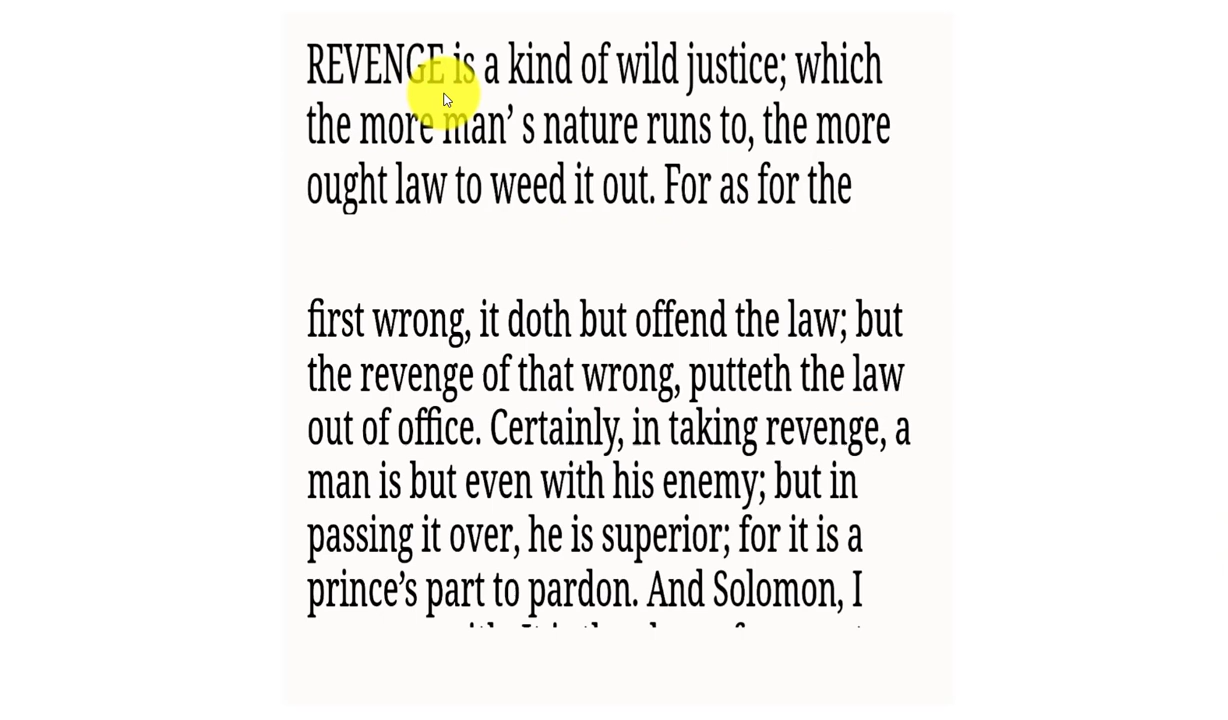 REVENGE is a kind of wild justice; which
the more man’ s nature runs to, the more
ought law to weed it out. For as for the
first wrong, it doth but offend the law; but
the revenge of that wrong, putteth the law
out of office. Certainly, in taking revenge, a
man is but even with his enemy; but in
passing it over, he is superior; for it is a
prince’s part to pardon. And Solomon, I